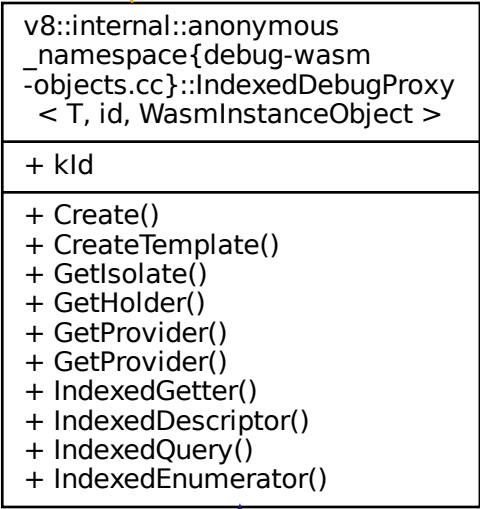 v8::internal::anonymous
_namespace{debug-wasm
-objects.cc}::IndexedDebugProxy
< T, id, WasmInstanceObject >
+ kId
+ Create()
+ CreateTemplate()
+ GetIsolate()
+ GetHolder()
+ GetProvider()
+ GetProvider()
+ IndexedGetter()
+ IndexedDescriptor()
+ IndexedQuery()
+ IndexedEnumerator()